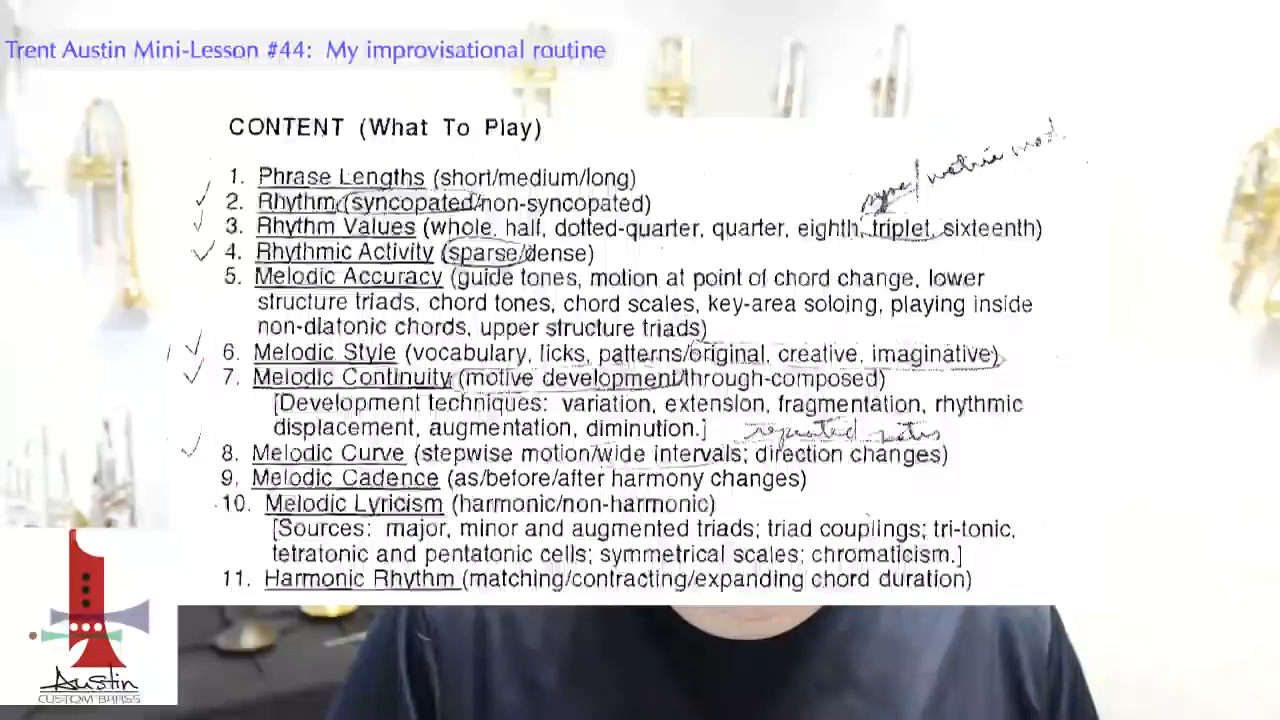 Trent Austin Mini-Lesson #44: My improvisational routine
CONTENT (What To Play)
1. Phrase Lengths (short/medium/long)
2. Rhythm (syncopated/non-syncopated)
3. Rhythm Values (whole, half, dotted-quarter, quarter, eighth, triplet, sixteenth)
4. Rhythmic Activity (sparse/dense)
5. Melodic Accuracy (guide tones, motion at point of chord change, lower
structure triads, chord tones, chord scales, key-area soloing, playing inside
non-diatonic chords, upper structure triads)
6. Melodic Style (vocabulary, licks, patterns/original, creative, imaginative)
7. Melodic Continuity (motive development/through-composed)
[Development techniques: variation, extension, fragmentation, rhythmic
displacement, augmentation, diminution.] repeated notes
8. Melodic Curve (stepwise motion/wide intervals; direction changes)
9. Melodic Cadence (as/before/after harmony changes)
10. Melodic Lyricism (harmonic/non-harmonic)
[Sources: major, minor and augmented triads; triad couplings; tri-tonic,
tetratonic and pentatonic cells; symmetrical scales; chromaticism.]
11. Harmonic Rhythm (matching/contracting/expanding chord duration)
Austin
CUSTOM BRASS